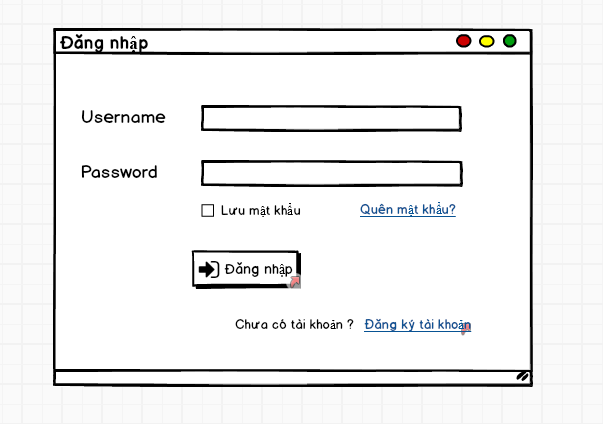 Đăng nhập
Username
Password
Lưu mật khẩu Quên mật khẩu?
Đăng nhập
Chưa có tài khoản ? Đăng ký tài khoản